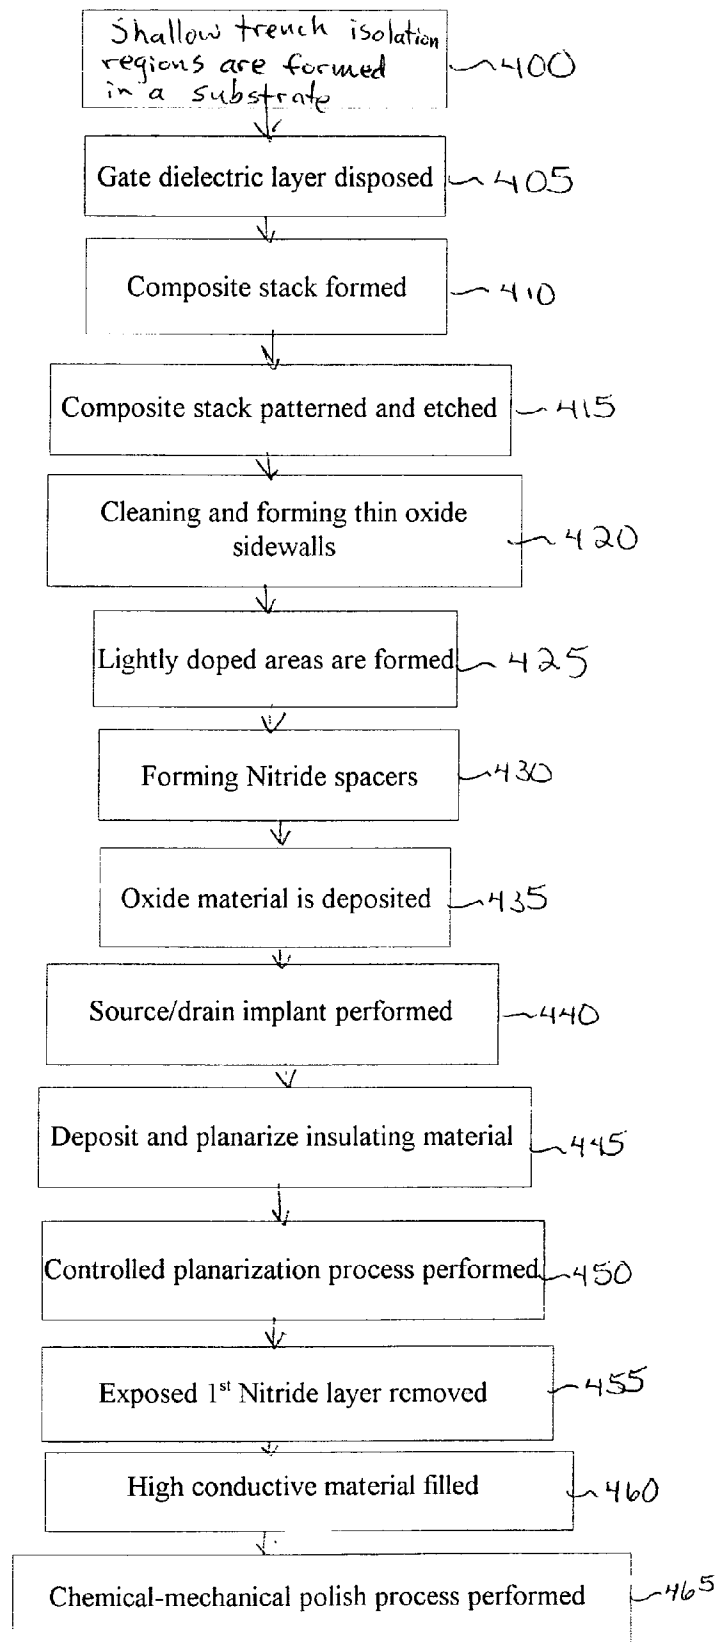 Shallow trench isolation
regions are formed
in a substrate
400
Gate dielectric layer disposed
405
Composite stack formed
410
Composite stack patterned and etched
415
Cleaning and forming thin oxide
sidewalls
420
Lightly doped areas are formed
425
Forming Nitride spacers
430
Oxide material is deposited
435
Source/drain implant performed
440
Deposit and planarize insulating material
445
Controlled planarization process performed
450
Exposed 1st Nitride layer removed
455
High conductive material filled
460
Chemical-mechanical polish process performed
465